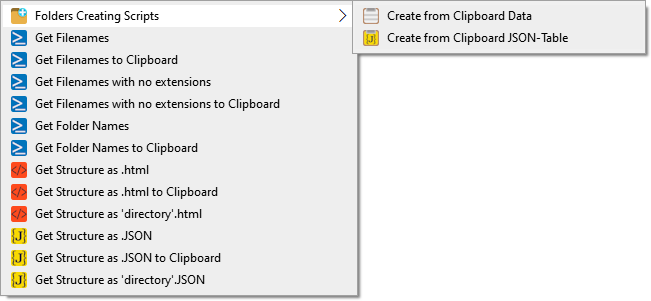 Folders Creating Scripts
Get Filenames
Get Filenames to Clipboard
Get Filenames with no extensions
Get Filenames with no extensions to Clipboard
Get Folder Names
Get Folder Names to Clipboard
Get Structure as .html
Get Structure as .html to Clipboard
Get Structure as 'directory'.html
Get Structure as .JSON
Get Structure as .JSON to Clipboard
Get Structure as 'directory'.JSON
Create from Clipboard Data
Create from Clipboard JSON-Table